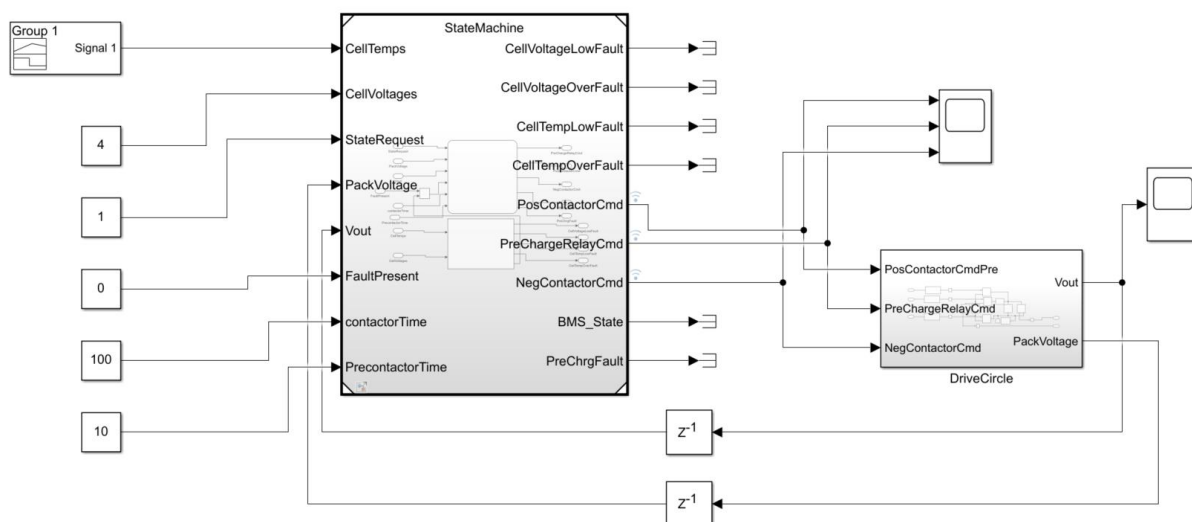 Group 1
Signal 1
4
1
0
100
10
StateMachine
CellTemps
CellVoltages
StateRequest
PackVoltage
Vout
FaultPresent
contactorTime
PrecontactorTime
CellVoltageLowFault
CellVoltageOverFault
CellTempLowFault
CellTempOverFault
PosContactorCmd
PreChargeRelayCmd
NegContactorCmd
BMS_State
PreChrgFault
PosContactorCmdPre
PreChargeRelayCmd
NegContactorCmd
Vout
PackVoltage
DriveCircle
Z-1
Z-1